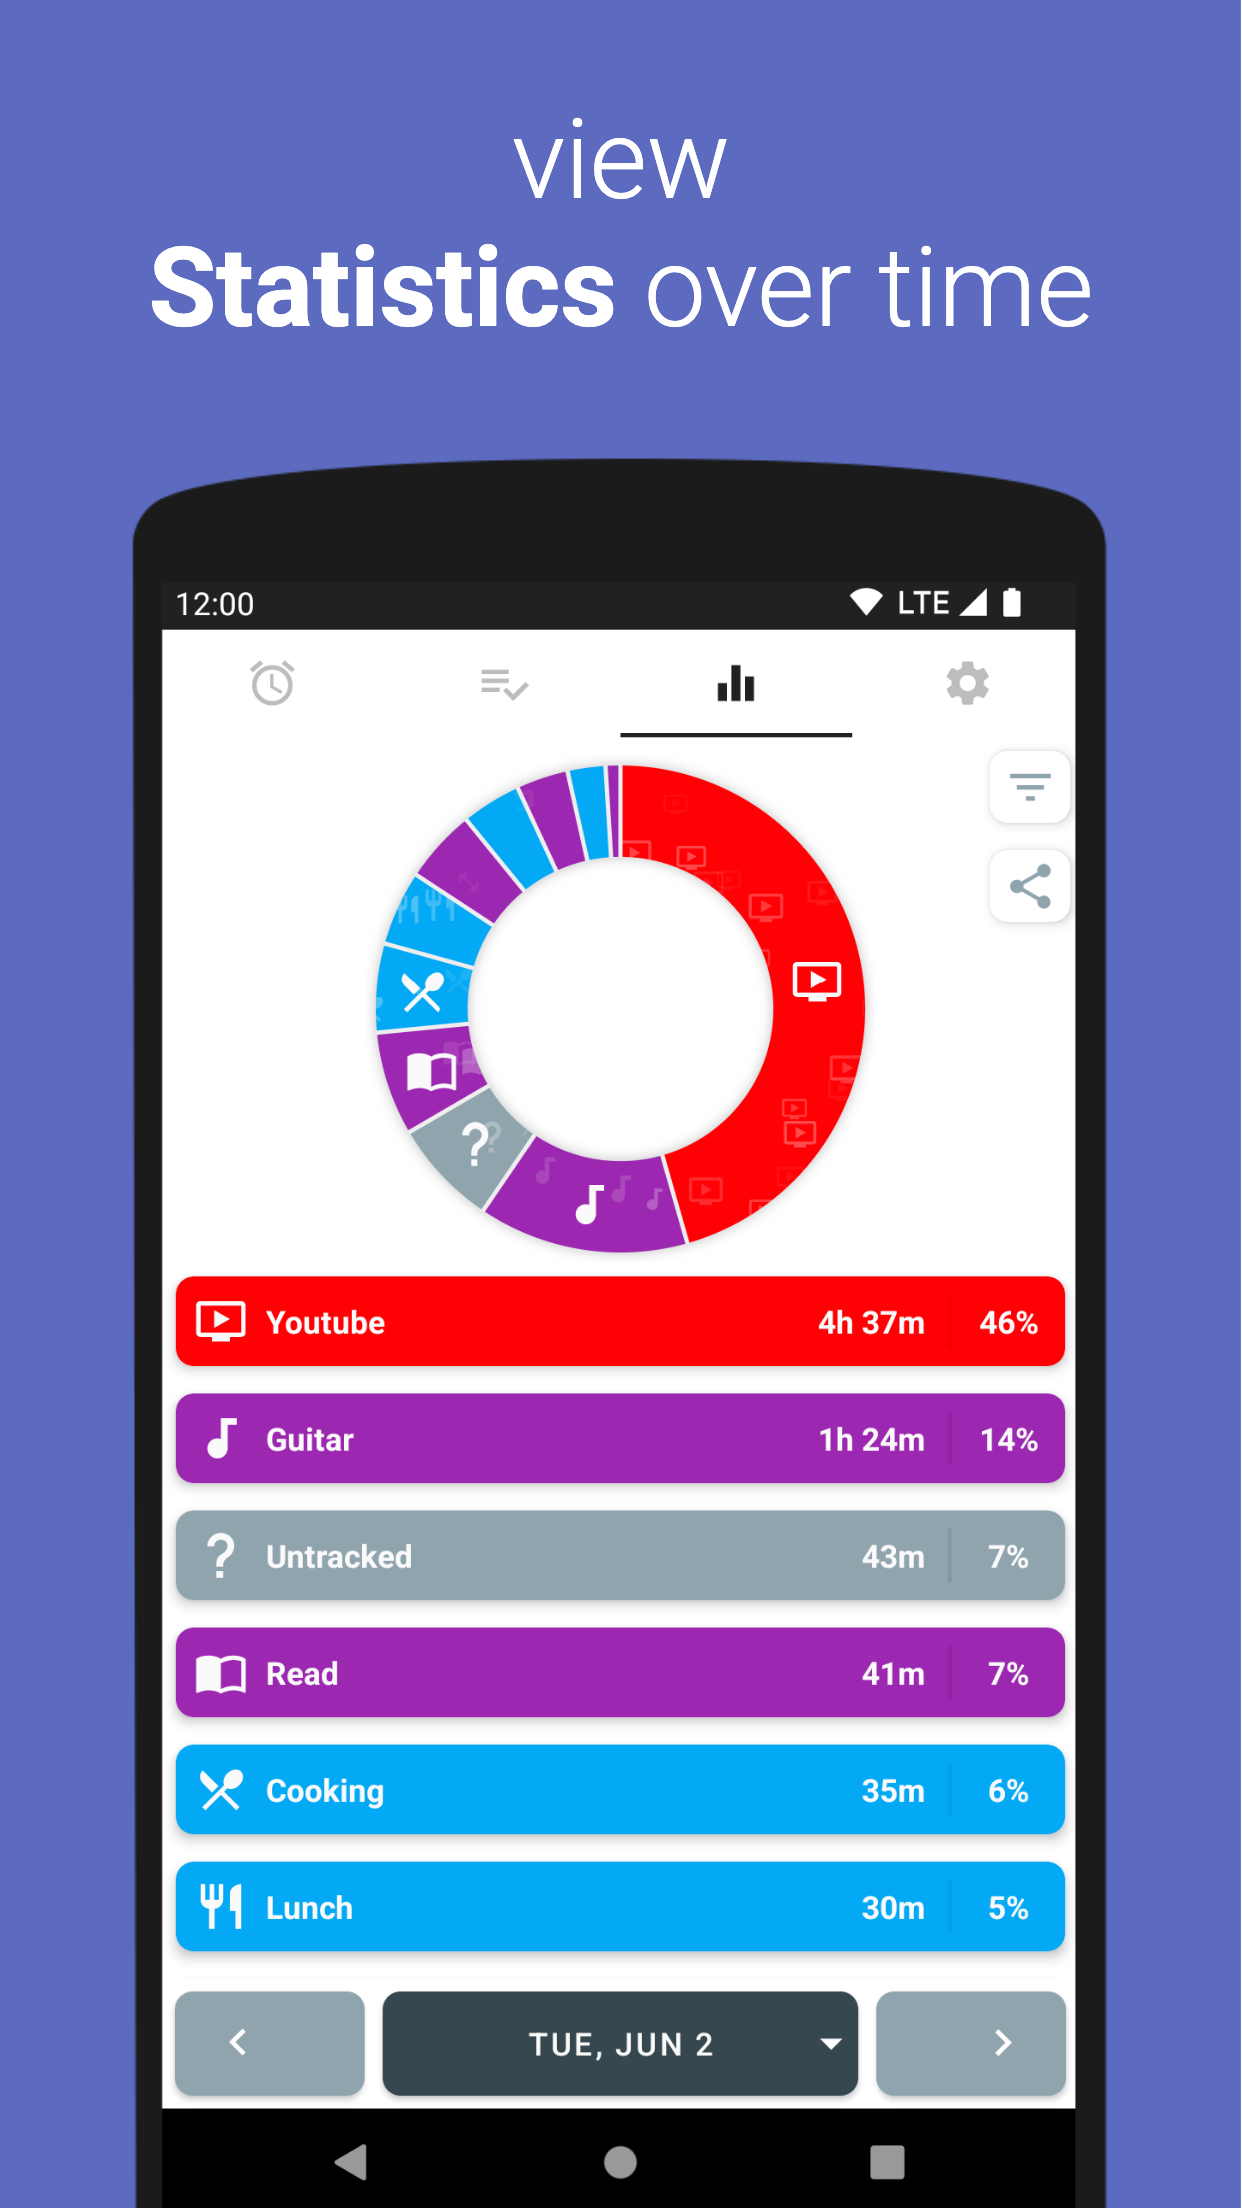 view
Statistics over time
12:00 LTE
Youtube 4h 37m 46%
Guitar 1h 24m 14%
? Untracked 43m 7%
Read 41m 7%
Cooking 35m 6%
Lunch 30m 5%
TUE, JUN 2